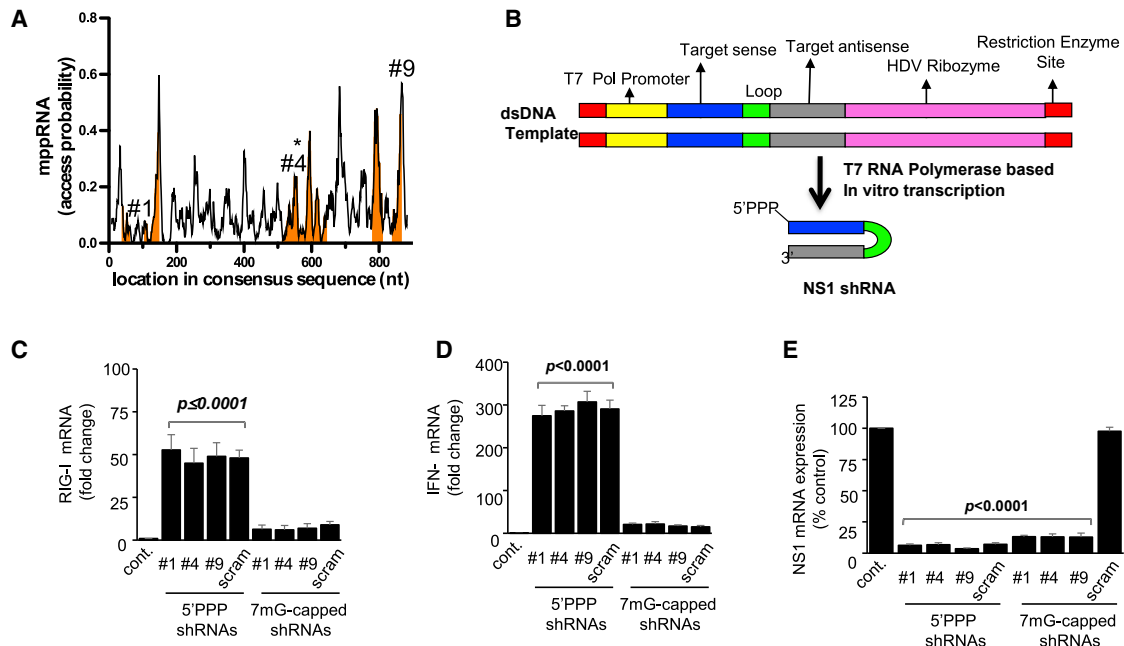 A
0.8
0.6
0.4
0.2
0.0
mppRNA
(access probability)
#1
*
#4
#9
0
200
400
600
800
location in consensus sequence (nt)
B
T7 Pol Promoter
Target sense
Loop
Target antisense
HDV Ribozyme
Restriction Enzyme
Site
dsDNA
Template
T7 RNA Polymerase based
In vitro transcription
5'PPP
3'
NS1 shRNA
C
RIG-I mRNA
(fold change)
100
75
50
25
0
p≤0.0001
cont.
#1 #4 #9 scram #1 #4 #9 scram
5'PPP
shRNAs
7mG-capped
shRNAs
D
IFN- mRNA
(fold change)
400
300
200
100
0
p<0.0001
cont.
#1 #4 #9 scram #1 #4 #9 scram
5'PPP
shRNAs
7mG-capped
shRNAs
E
NS1 mRNA expression
(% control)
125
100
75
50
25
0
p<0.0001
cont.
#1 #4 #9 scram #1 #4 #9 scram
5'PPP
shRNAs
7mG-capped
shRNAs